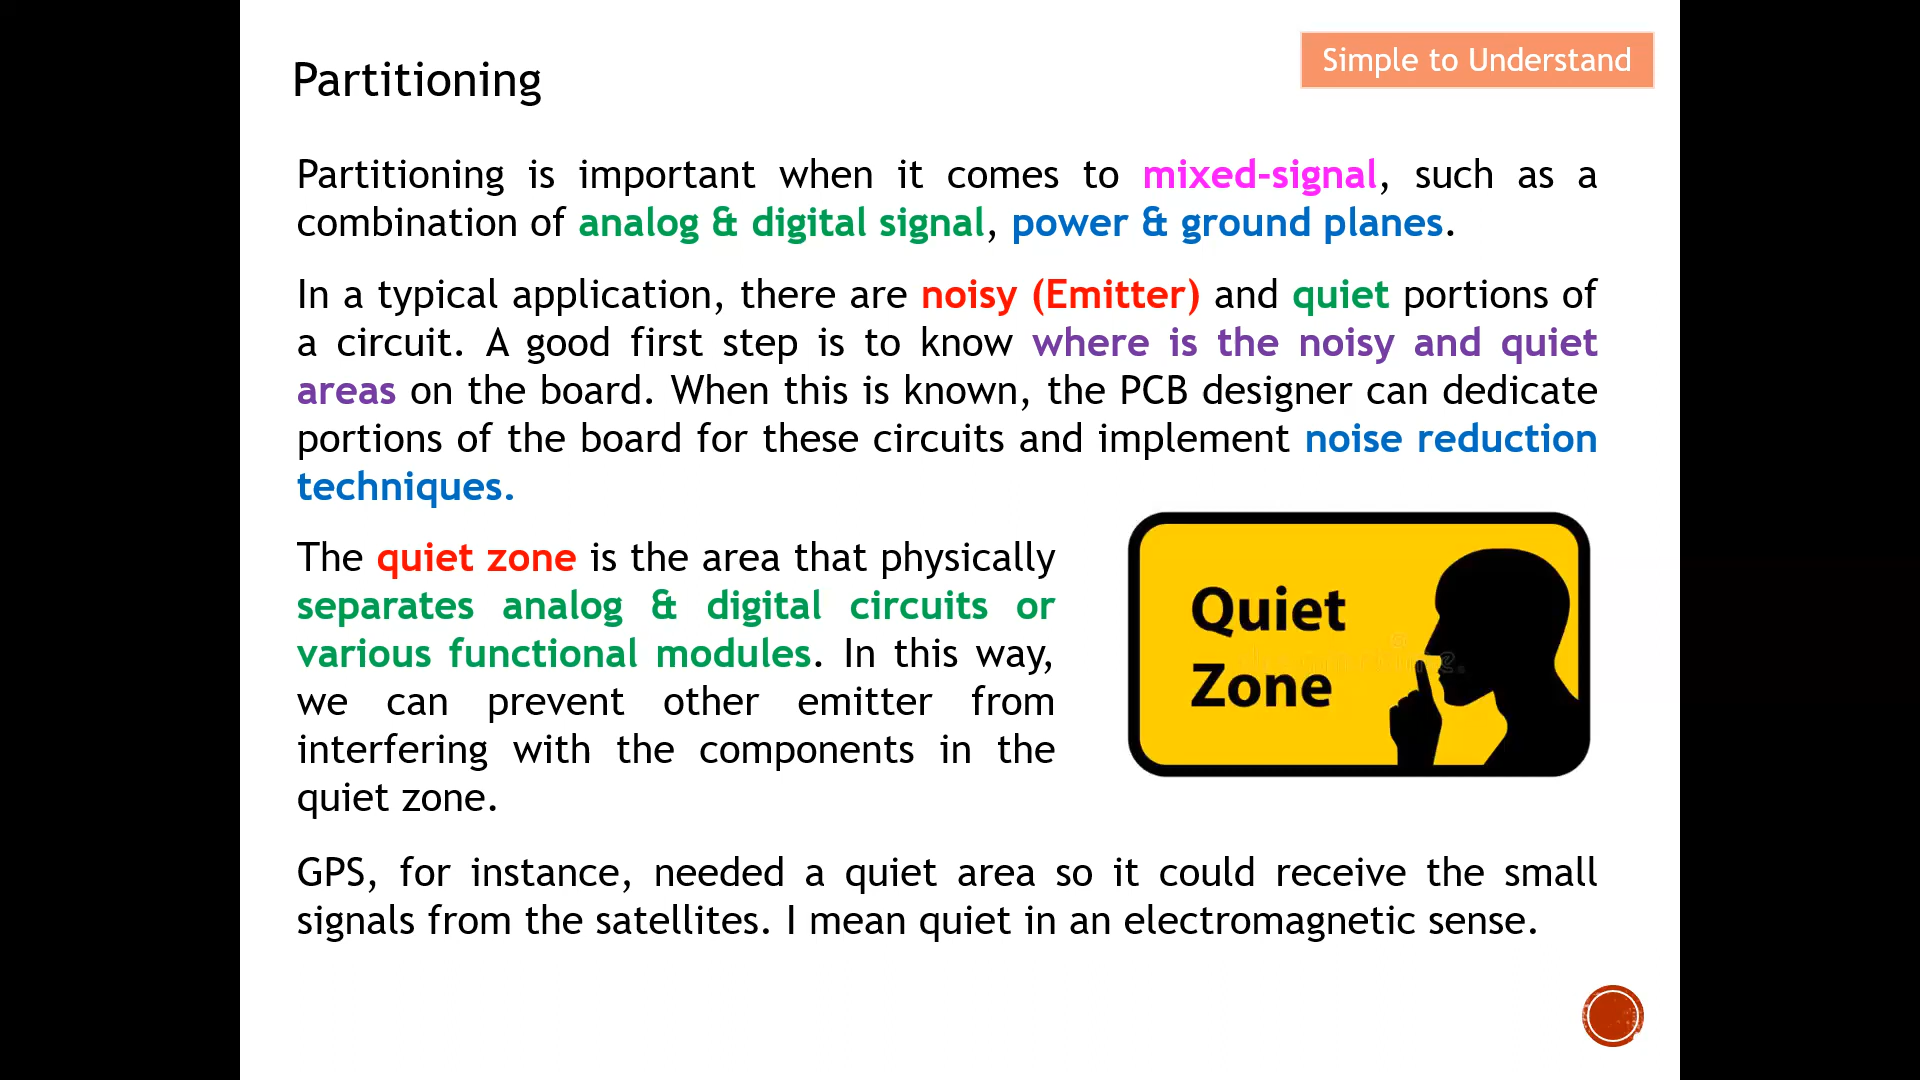 Simple to Understand
Partitioning
Partitioning is important when it comes to mixed-signal, such as a
combination of analog & digital signal, power & ground planes.
In a typical application, there are noisy (Emitter) and quiet portions of
a circuit. A good first step is to know where is the noisy and quiet
areas on the board. When this is known, the PCB designer can dedicate
portions of the board for these circuits and implement noise reduction
techniques.
The quiet zone is the area that physically
separates analog & digital circuits or
various functional modules. In this way,
we can prevent other emitter from
interfering with the components in the
quiet zone.
Quiet
Zone
GPS, for instance, needed a quiet area so it could receive the small
signals from the satellites. I mean quiet in an electromagnetic sense.